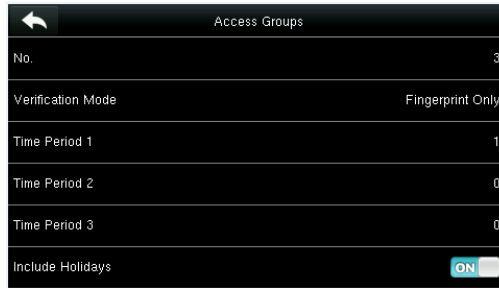 Access Groups
No. 3
Verification Mode Fingerprint Only
Time Period 1 1
Time Period 2 0
Time Period 3 0
Include Holidays ON